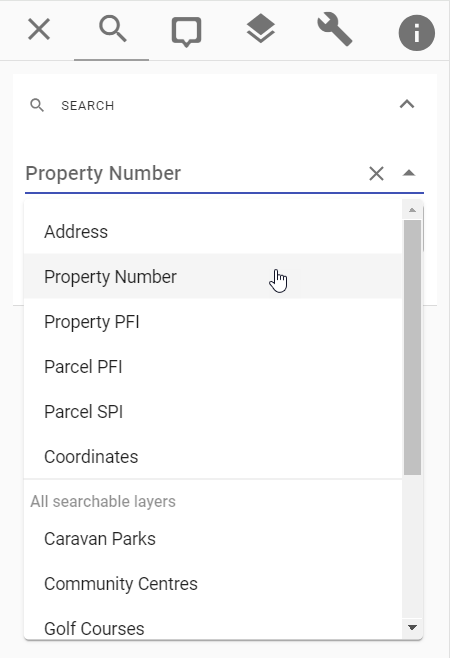 SEARCH
Property Number
Address
Property Number
Property PFI
Parcel PFI
Parcel SPI
Coordinates
All searchable layers
Caravan Parks
Community Centres
Golf Courses